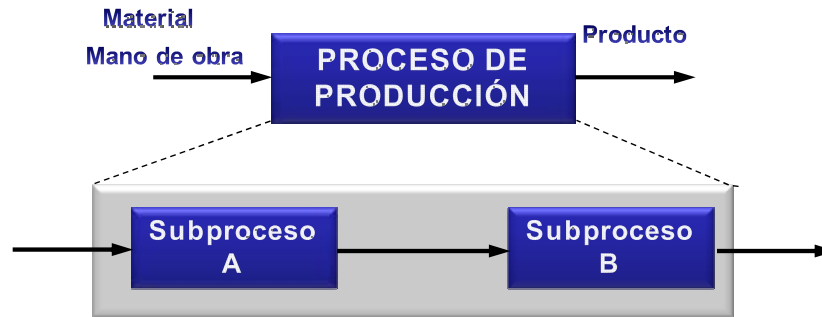 Material
Mano de obra
PROCESO DE
PRODUCCIÓN
Producto
Subproceso
A
Subproceso
B